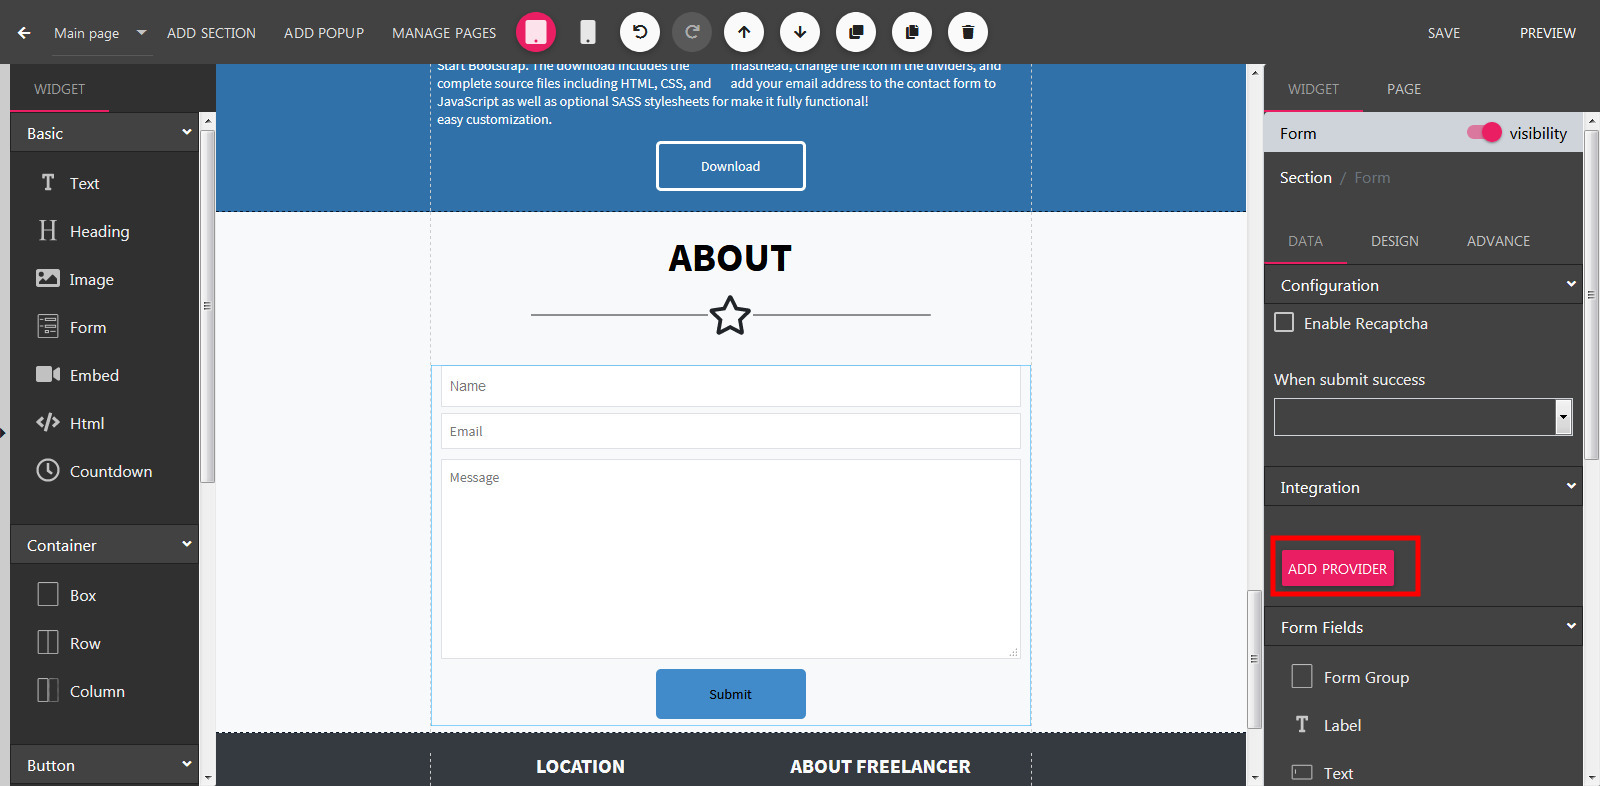 Main page
ADD SECTION
ADD POPUP
MANAGE PAGES
SAVE
PREVIEW
WIDGET
Basic
Text
Heading
Image
Form
Embed
Html
Countdown
Container
Box
Row
Column
Button
Start Bootstrap. The download includes the
complete source files including HTML, CSS, and
JavaScript as well as optional SASS stylesheets for
easy customization.
masthead, change the icon in the dividers, and
add your email address to the contact form to
make it fully functional!
Download
ABOUT
Name
Email
Message
Submit
LOCATION
ABOUT FREELANCER
WIDGET
PAGE
Form
visibility
Section / Form
DATA
DESIGN
ADVANCE
Configuration
Enable Recaptcha
When submit success
Integration
ADD PROVIDER
Form Fields
Form Group
Label
Text